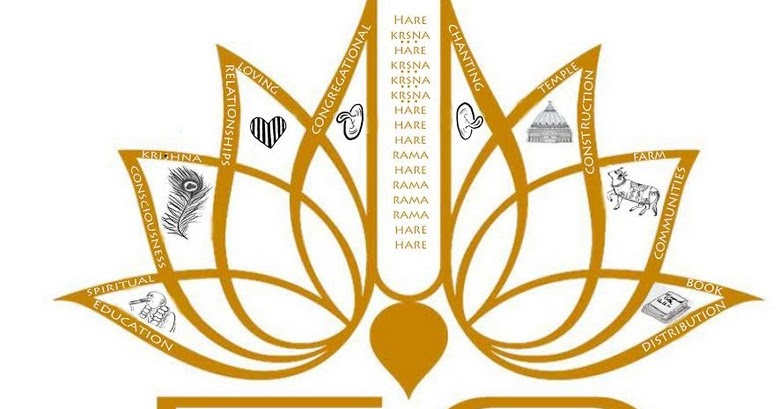 HARE
KṚṢṆA
HARE
KṚṢṆA
KṚṢṆA
KṚṢṆA
HARE
HARE
HARE
RAMA
HARE
RAMA
RAMA
RAMA
HARE
HARE
SPIRITUAL
EDUCATION
KRISHNA
CONSCIOUSNESS
LOVING
RELATIONSHIPS
CONGREGATIONAL
CHANTING
TEMPLE
CONSTRUCTION
FARM
COMMUNITIES
BOOK
DISTRIBUTION